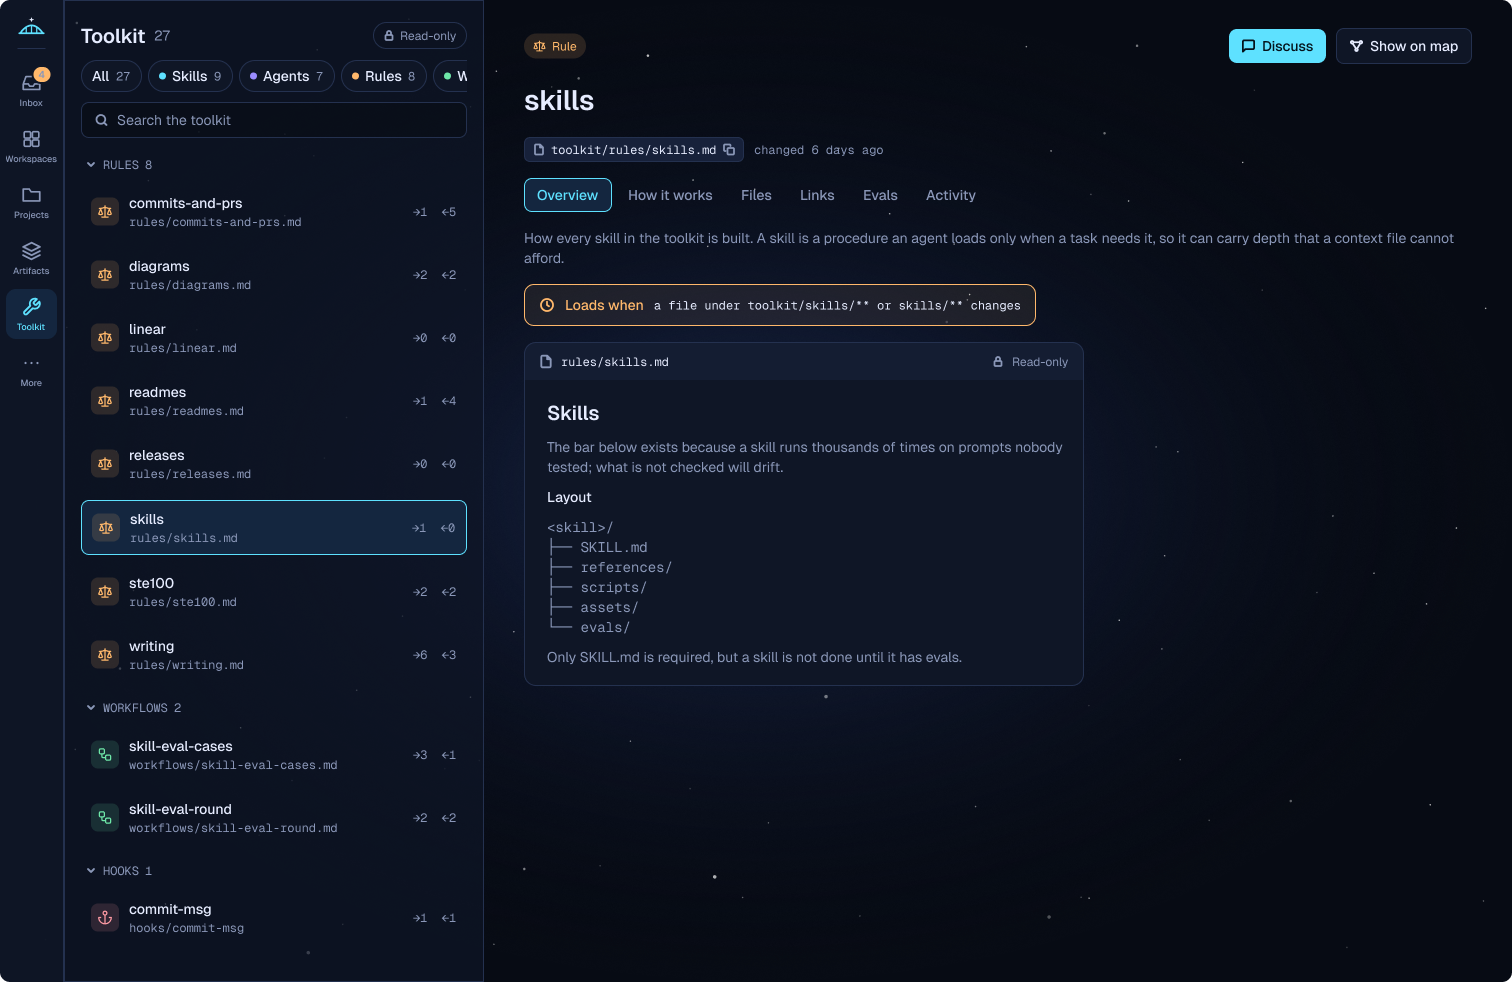 4
Inbox
Workspaces
Projects
Artifacts
Toolkit
More
Toolkit 27
Read-only
All 27
Skills 9
Agents 7
Rules 8
Search the toolkit
RULES 8
commits-and-prs
rules/commits-and-prs.md
→1 ←5
diagrams
rules/diagrams.md
→2 ←2
linear
rules/linear.md
→0 ←0
readmes
rules/readmes.md
→1 ←4
releases
rules/releases.md
→0 ←0
skills
rules/skills.md
→1 ←0
ste100
rules/ste100.md
→2 ←2
writing
rules/writing.md
→6 ←3
WORKFLOWS 2
skill-eval-cases
workflows/skill-eval-cases.md
→3 ←1
skill-eval-round
workflows/skill-eval-round.md
→2 ←2
HOOKS 1
commit-msg
hooks/commit-msg
→1 ←1
Rule
Discuss
Show on map
skills
toolkit/rules/skills.md
changed 6 days ago
Overview
How it works
Files
Links
Evals
Activity
How every skill in the toolkit is built. A skill is a procedure an agent loads only when a task needs it, so it can carry depth that a context file cannot
afford.
Loads when a file under toolkit/skills/** or skills/** changes
rules/skills.md
Read-only
Skills
The bar below exists because a skill runs thousands of times on prompts nobody
tested; what is not checked will drift.
Layout
<skill>/
├── SKILL.md
├── references/
├── scripts/
├── assets/
└── evals/
Only SKILL.md is required, but a skill is not done until it has evals.